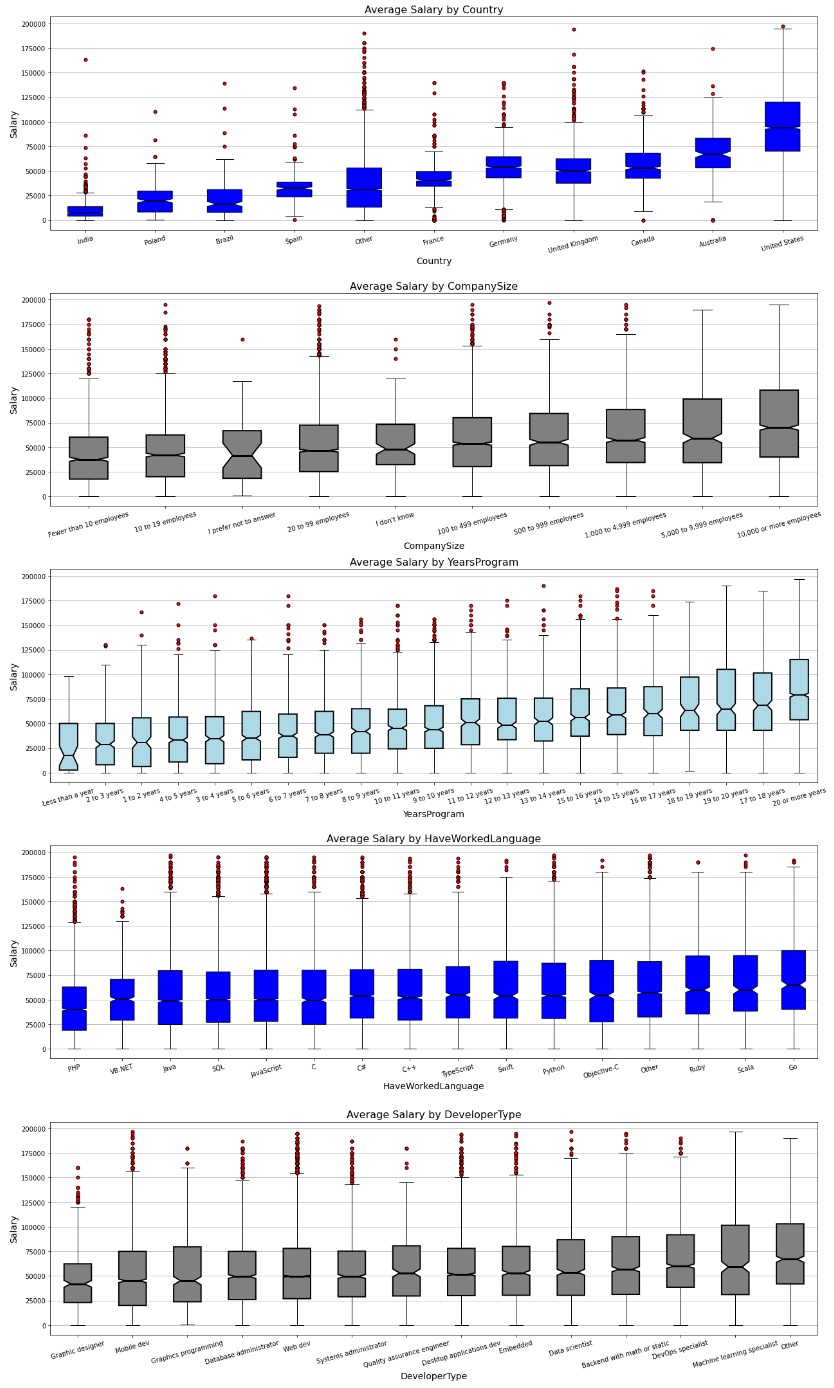 Average Salary by Country
200000
175000
150000
125000
100000
75000
50000
25000
0
Salary
India Poland Brazil Spain Other France Germany United Kingdom Canada Australia United States
Country
Average Salary by CompanySize
200000
175000
150000
125000
100000
75000
50000
25000
0
Salary
Fewer than 10 employees 10 to 19 employees I prefer not to answer 20 to 99 employees I don't know 100 to 499 employees 500 to 999 employees 1,000 to 4,999 employees 5,000 to 9,999 employees 10,000 or more employees
CompanySize
Average Salary by YearsProgram
200000
175000
150000
125000
100000
75000
50000
25000
0
Salary
Less than a year 2 to 3 years 1 to 2 years 4 to 5 years 3 to 4 years 5 to 6 years 6 to 7 years 7 to 8 years 8 to 9 years 10 to 11 years 9 to 10 years 11 to 12 years 12 to 13 years 13 to 14 years 15 to 16 years 14 to 15 years 16 to 17 years 18 to 19 years 19 to 20 years 17 to 18 years 20 or more years
YearsProgram
Average Salary by HaveWorkedLanguage
200000
175000
150000
125000
100000
75000
50000
25000
0
Salary
PHP VB.NET Java SQL JavaScript C C# C++ TypeScript Swift Python Objective-C Other Ruby Scala Go
HaveWorkedLanguage
Average Salary by DeveloperType
200000
175000
150000
125000
100000
75000
50000
25000
0
Salary
Graphic designer Mobile dev Graphics programming Database administrator Web dev Systems administrator Quality assurance engineer Desktop applications dev Embedded Data scientist Backend with math or static DevOps specialist Machine learning specialist Other
DeveloperType